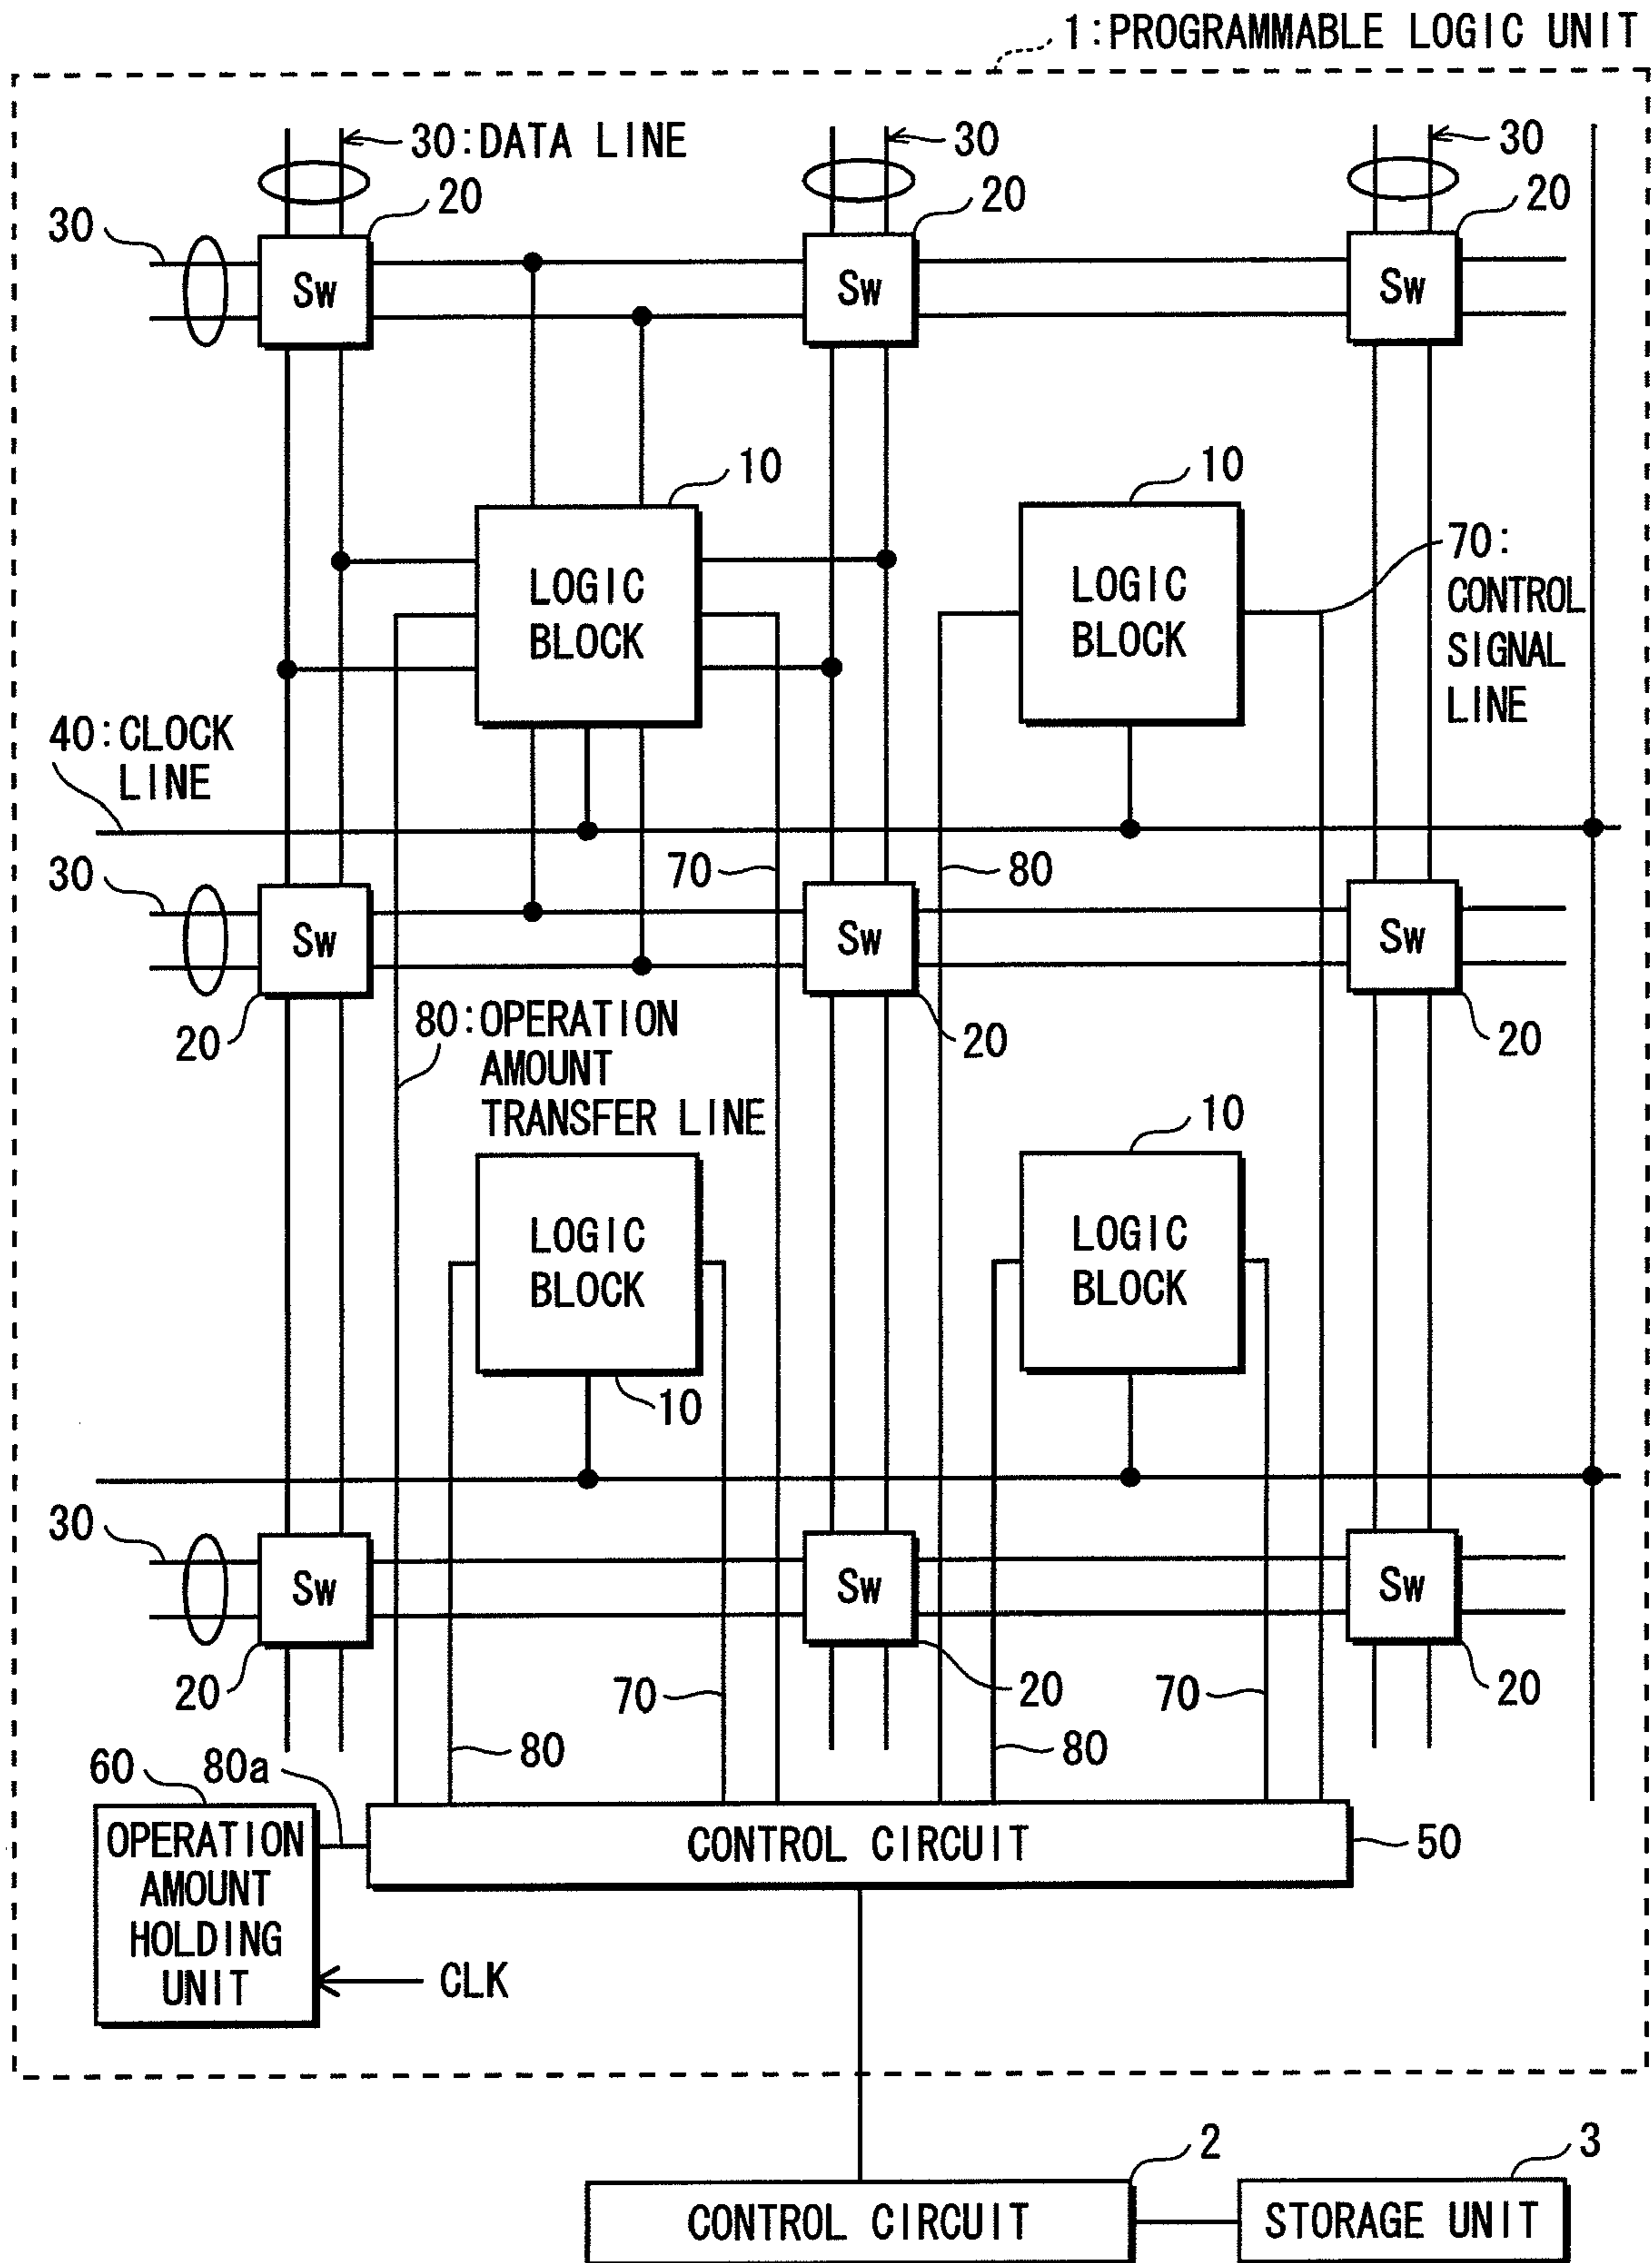 1:PROGRAMMABLE LOGIC UNIT
30:DATA LINE
30
30
20
20
20
30
Sw
Sw
Sw
10
10
LOGIC
BLOCK
LOGIC
BLOCK
70:
CONTROL
SIGNAL
LINE
40:CLOCK
LINE
30
70
80
Sw
Sw
Sw
20
20
20
80:OPERATION
AMOUNT
TRANSFER LINE
10
LOGIC
BLOCK
LOGIC
BLOCK
10
30
Sw
Sw
Sw
20
70
20
70
20
80
80
60
80a
OPERATION
AMOUNT
HOLDING
UNIT
CONTROL CIRCUIT
50
CLK
2
3
CONTROL CIRCUIT
STORAGE UNIT